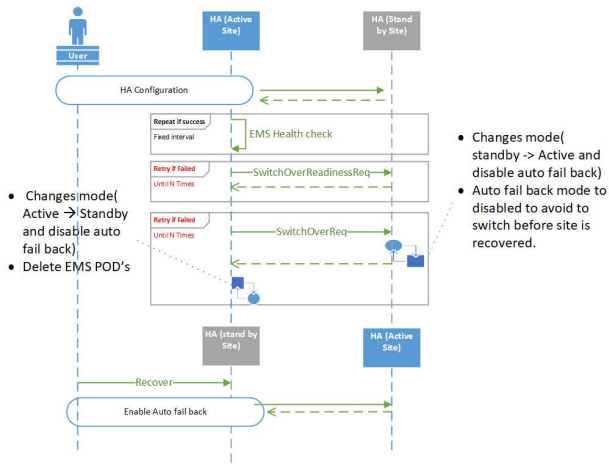 HA (Active
Site)
HA (Stand
by Site)
User
HA Configuration
Repeat if success
Fixed interval
EMS Health check
Retry if Failed
Until N Times
SwitchOverReadinessReq
• Changes mode(
standby -> Active and
disable auto fail back)
• Auto fail back mode to
disabled to avoid to
switch before site is
recovered.
• Changes mode(
Active → Standby
and disable auto
fail back)
• Delete EMS POD's
Retry if Failed
Until N Times
SwitchOverReq
HA (stand by
Site)
HA (Active
Site)
Recover
Enable Auto fail back